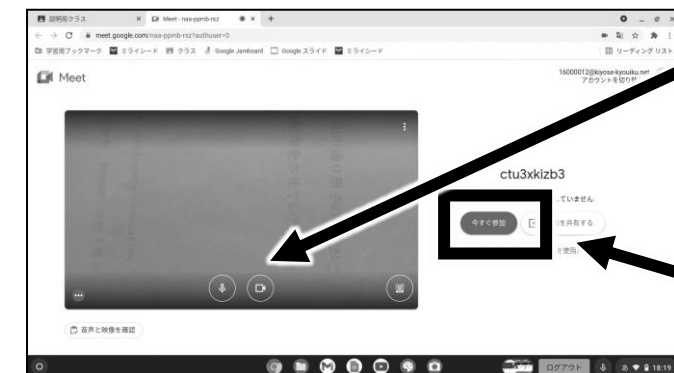 説明用クラス
Meet - naa-ppmb-rsz
meet.google.com/naa-ppmb-rsz?authuser=0
学習用ブックマーク ミライシード クラス Google Jamboard Google スライド ミライシード
リーディング リスト
Meet
16000012@kiyose-kyouiku.net
アカウントを切り替
ctu3xkizb3
ていません
今すぐ参加
を共有する
を使用
音声と映像を確認
ログアウト
18:19